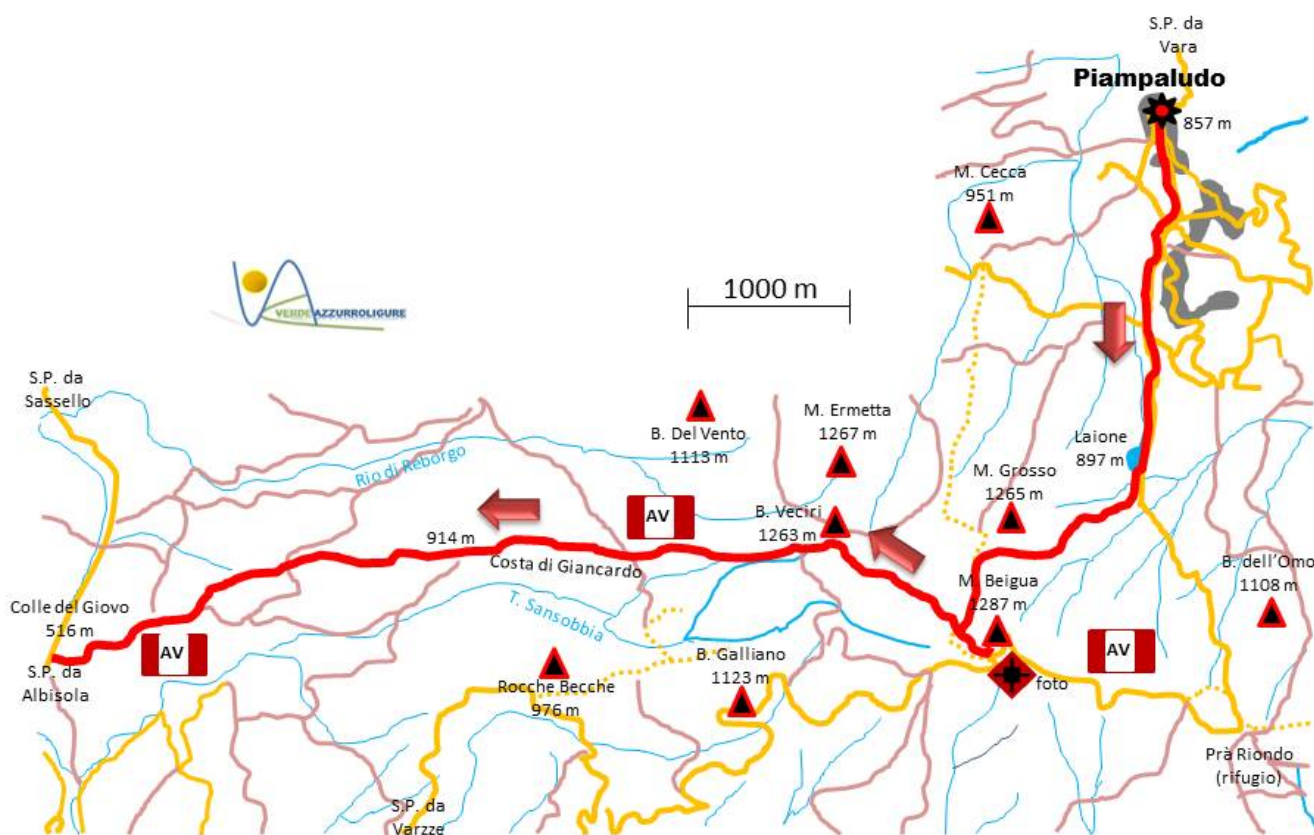 S.P. da
Vara
Piampaludo
857 m
M. Cecca
951 m
1000 m
VERDEAZZURROLIGURE
S.P. da
Sassello
B. Del Vento
1113 m
M. Ermetta
1267 m
Laione
897 m
Rio di Reborgo
M. Grosso
1265 m
AV
B. Veciri
1263 m
914 m
Costa di Giancardo
B. dell'Omo
1108 m
M. Beigua
1287 m
T. Sansobbia
Colle del Giovo
516 m
AV
AV
S.P. da
Albisola
B. Galliano
1123 m
Rocche Becche
976 m
foto
Prà Riondo
(rifugio)
S.P. da
Varzze